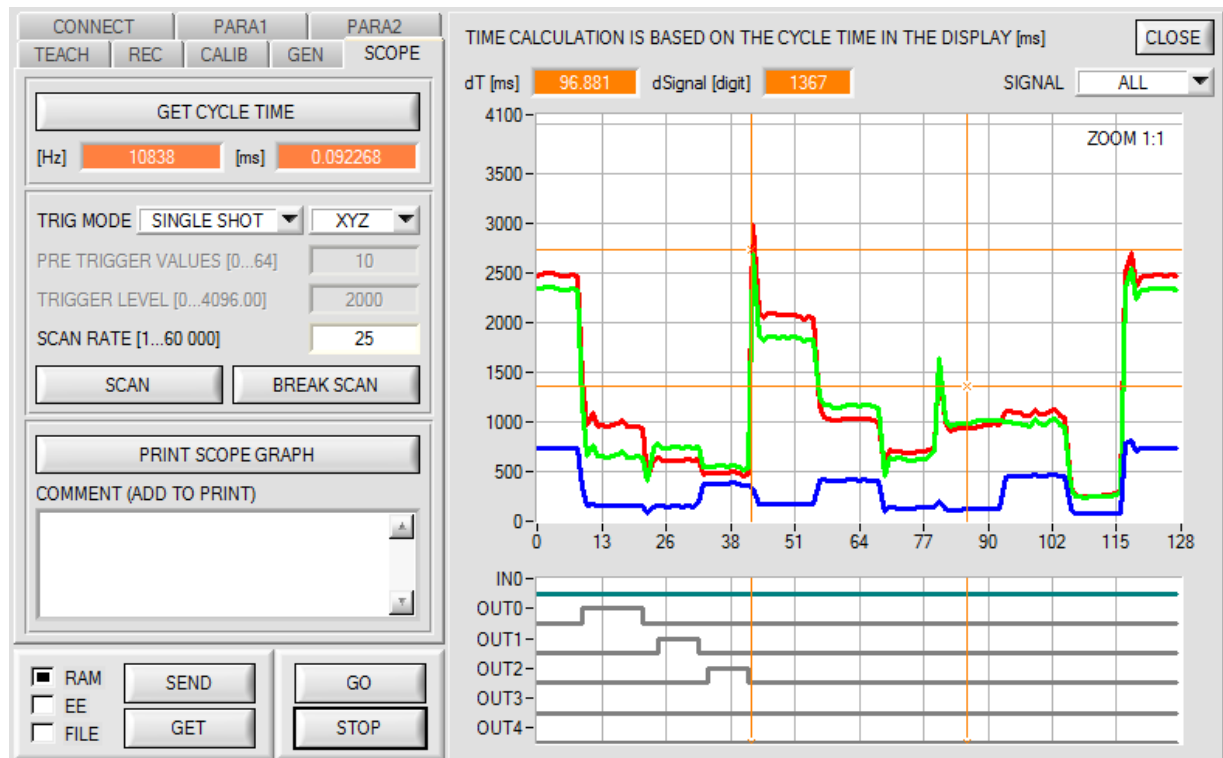 CONNECT PARA1 PARA2
TEACH REC CALIB GEN SCOPE
GET CYCLE TIME
[Hz] 10838 [ms] 0.092268
TRIG MODE SINGLE SHOT XYZ
PRE TRIGGER VALUES [0...64] 10
TRIGGER LEVEL [0...4096.00] 2000
SCAN RATE [1...60 000] 25
SCAN BREAK SCAN
PRINT SCOPE GRAPH
COMMENT (ADD TO PRINT)
RAM
EE
FILE
SEND
GET
GO
STOP
TIME CALCULATION IS BASED ON THE CYCLE TIME IN THE DISPLAY [ms] CLOSE
dT [ms] 96.881 dSignal [digit] 1367 SIGNAL ALL
ZOOM 1:1
4100
3500
3000
2500
2000
1500
1000
500
0
0 13 26 38 51 64 77 90 102 115 128
IN0
OUT0
OUT1
OUT2
OUT3
OUT4